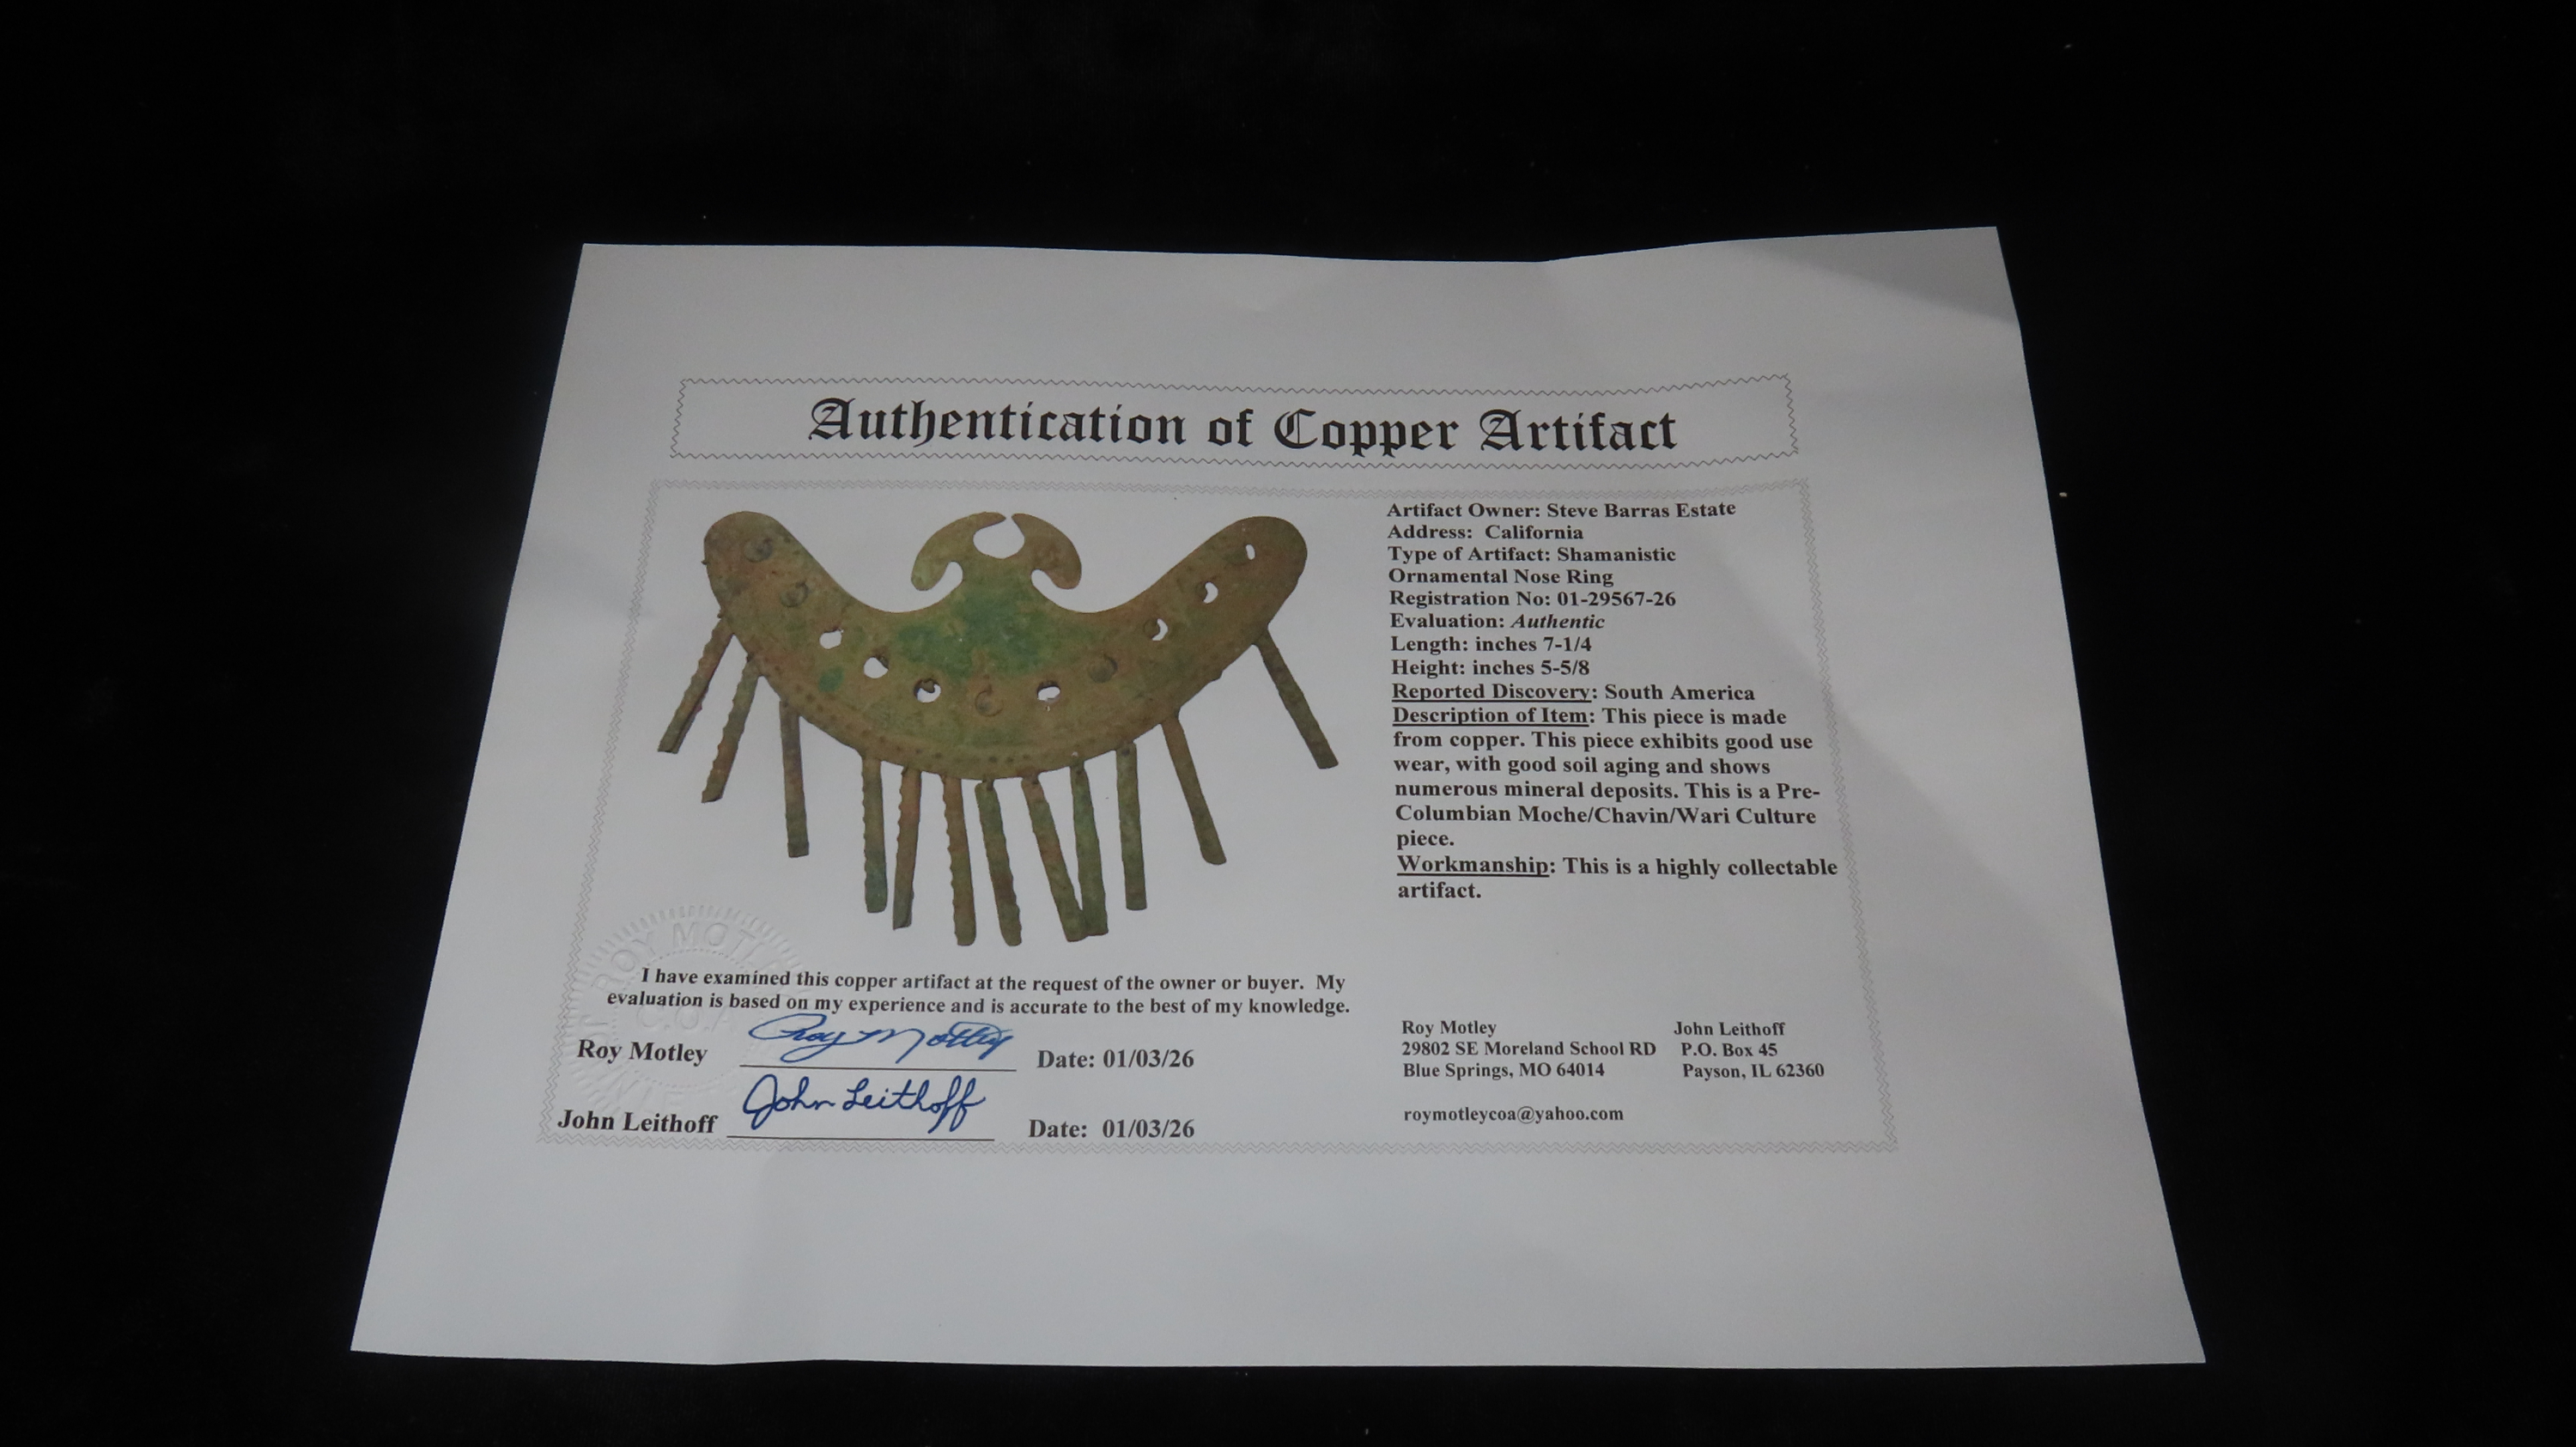 Authentication of Copper Artifact
Artifact Owner: Steve Barras Estate
Address: California
Type of Artifact: Shamanistic
Ornamental Nose Ring
Registration No: 01-29567-26
Evaluation: Authentic
Length: inches 7-1/4
Height: inches 5-5/8
Reported Discovery: South America
Description of Item: This piece is made
from copper. This piece exhibits good use
wear, with good soil aging and shows
numerous mineral deposits. This is a Pre-
Columbian Moche/Chavin/Wari Culture
piece.
Workmanship: This is a highly collectable
artifact.
I have examined this copper artifact at the request of the owner or buyer. My
evaluation is based on my experience and is accurate to the best of my knowledge.
Roy Motley Roy Motley Date: 01/03/26
John Leithoff John Leithoff Date: 01/03/26
Roy Motley John Leithoff
29802 SE Moreland School RD P.O. Box 45
Blue Springs, MO 64014 Payson, IL 62360
roymotleycoa@yahoo.com
ROY